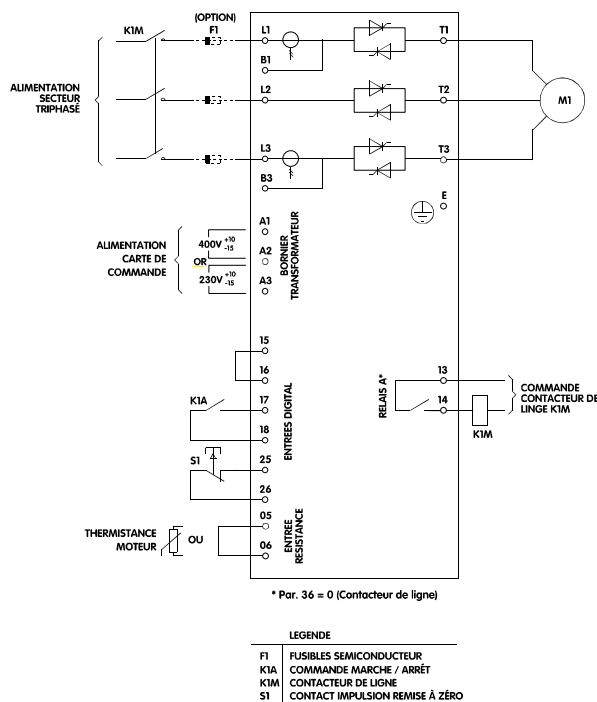 (OPTION)
K1M F1 L1 T1
B1
ALIMENTATION
SECTEUR
TRIPHASÉ
L2 T2
M1
L3 T3
B3
E
A1
ALIMENTATION
CARTE DE
COMMANDE
400V +10 -15
OR
A2
230V +10 -15
A3
BORNIER
TRANSFORMATEUR
15
16
K1A 17
18
ENTREES DIGITAL
S1 25
26
RELAIS A*
13
14
K1M
COMMANDE
CONTACTEUR DE
LINGE K1M
THERMISTANCE
MOTEUR
OU
05
06
ENTREE
RESISTANCE
* Par. 36 = 0 (Contacteur de ligne)
LEGENDE
F1 FUSIBLES SEMICONDUCTEUR
K1A COMMANDE MARCHE / ARRÉT
K1M CONTACTEUR DE LIGNE
S1 CONTACT IMPULSION REMISE À ZÉRO